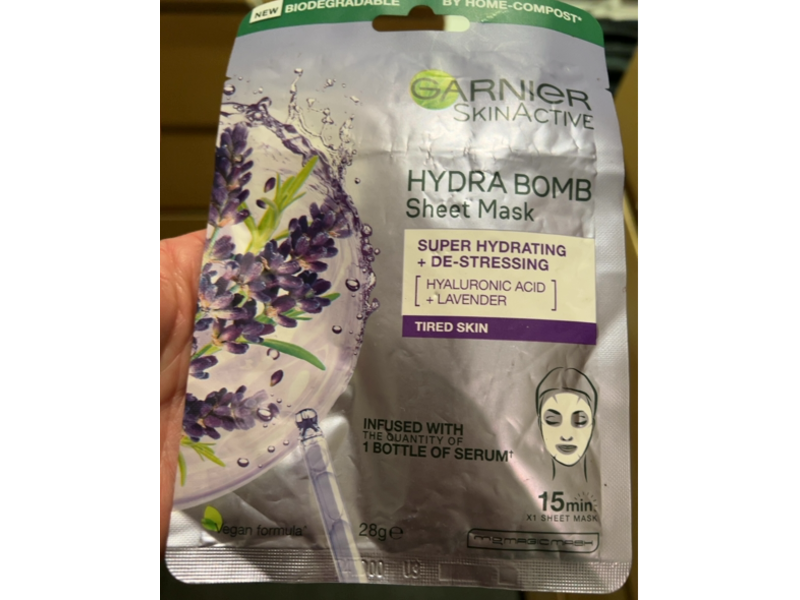 NEW BIODEGRADABLE BY HOME-COMPOST*
GARNIER
SKINACTIVE
HYDRA BOMB
Sheet Mask
SUPER HYDRATING
+ DE-STRESSING
HYALURONIC ACID
+ LAVENDER
TIRED SKIN
INFUSED WITH
THE QUANTITY OF
1 BOTTLE OF SERUM†
15min.
X1 SHEET MASK
Vegan formula*
28g℮